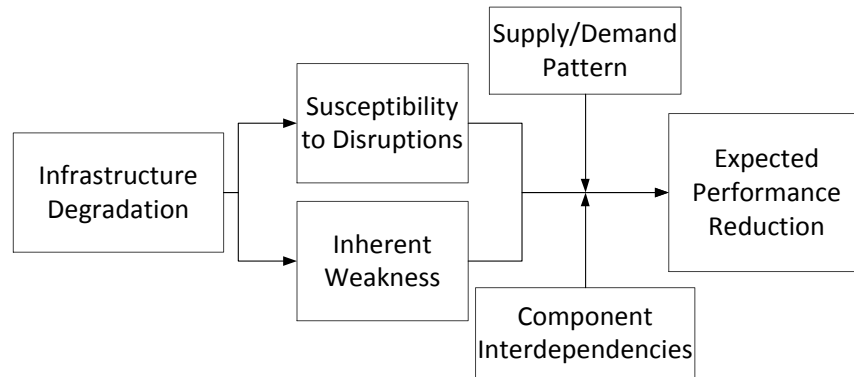 Infrastructure
Degradation
Susceptibility
to Disruptions
Inherent
Weakness
Supply/Demand
Pattern
Component
Interdependencies
Expected
Performance
Reduction